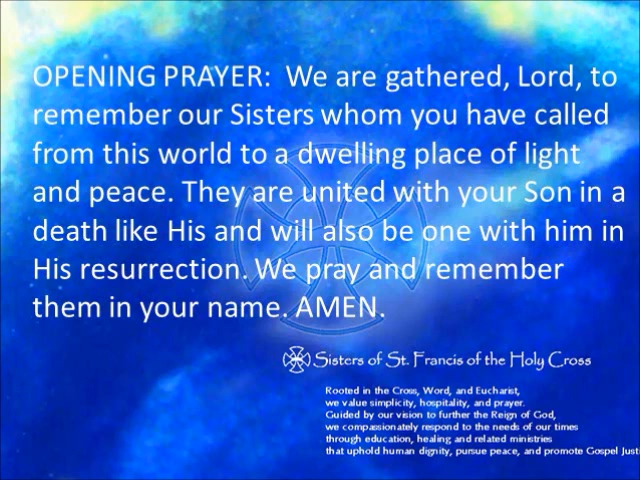 OPENING PRAYER:  We are gathered, Lord, to
remember our Sisters whom you have called
from this world to a dwelling place of light
and peace. They are united with your Son in a
death like His and will also be one with him in
His resurrection. We pray and remember
them in your name. AMEN.
Sisters of St. Francis of the Holy Cross
Rooted in the Cross, Word, and Eucharist,
we value simplicity, hospitality, and prayer.
Guided by our vision to further the Reign of God,
we compassionately respond to the needs of our times
through education, healing and related ministries
that uphold human dignity, pursue peace, and promote Gospel